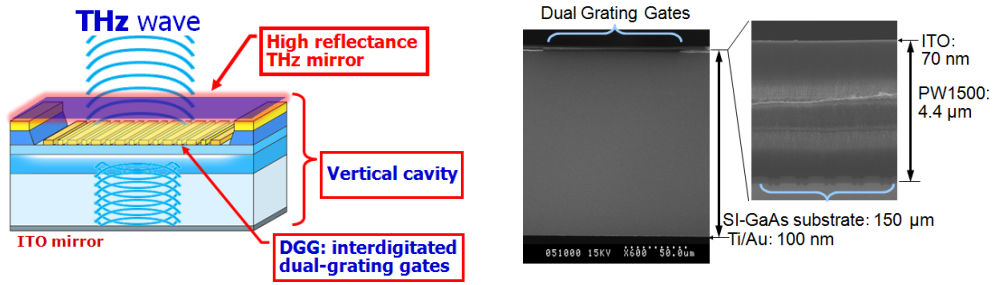 THz wave
High reflectance
THz mirror
Vertical cavity
ITO mirror
DGG: interdigitated
dual-grating gates
Dual Grating Gates
ITO:
70 nm
PW1500:
4.4 µm
SI-GaAs substrate: 150 µm
Ti/Au: 100 nm
051000 15KV X600 50.0um